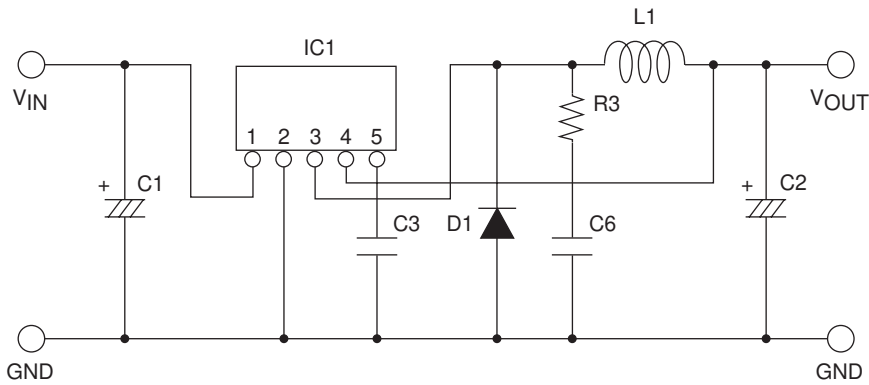 L1
IC1
VIN
R3
VOUT
1 2 3 4 5
+ C1
C3
D1
C6
+ C2
GND
GND